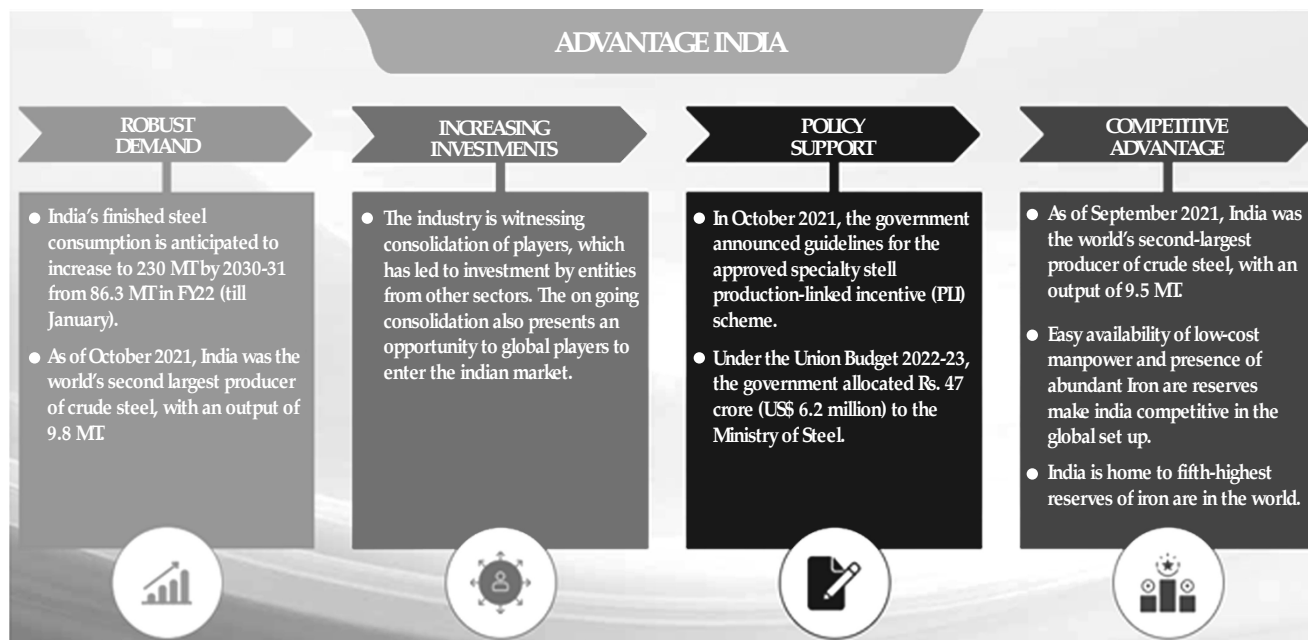 ADVANTAGE INDIA
ROBUST
DEMAND
● India's finished steel
consumption is anticipated to
increase to 230 MT by 2030-31
from 86.3 MT in FY22 (till
January).
● As of October 2021, India was the
world's second largest producer
of crude steel, with an output of
9.8 MT.
INCREASING
INVESTMENTS
● The industry is witnessing
consolidation of players, which
has led to investment by entities
from other sectors. The on going
consolidation also presents an
opportunity to global players to
enter the indian market.
POLICY
SUPPORT
● In October 2021, the government
announced guidelines for the
approved specialty stell
production-linked incentive (PLI)
scheme.
● Under the Union Budget 2022-23,
the government allocated Rs. 47
crore (US$ 6.2 million) to the
Ministry of Steel.
COMPETITIVE
ADVANTAGE
● As of September 2021, India was
the world's second-largest
producer of crude steel, with an
output of 9.5 MT.
● Easy availability of low-cost
manpower and presence of
abundant Iron are reserves
make india competitive in the
global set up.
● India is home to fifth-highest
reserves of iron are in the world.